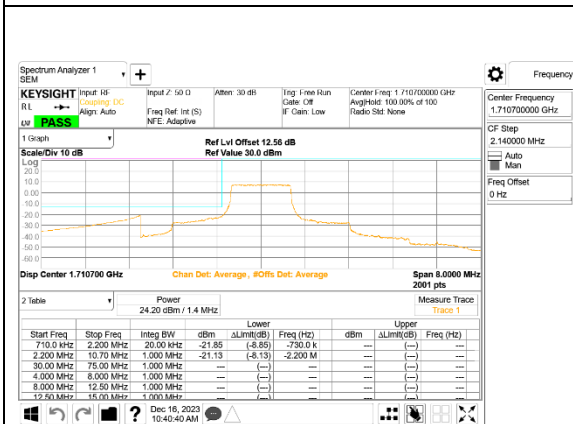 Spectrum Analyzer 1
SEM
Frequency
KEYSIGHT Input: RF Input Z: 50 Ω Atten: 30 dB Trig: Free Run Center Freq: 1.710700000 GHz
RL Coupling: DC Gate: Off Avg|Hold: 100.00% of 100
Align: Auto Freq Ref: Int (S) IF Gain: Low Radio Std: None
PASS NFE: Adaptive
Center Frequency
1.710700000 GHz
CF Step
2.140000 MHz
Auto
Man
Freq Offset
0 Hz
1 Graph
Ref Lvl Offset 12.56 dB
Scale/Div 10 dB Ref Value 30.0 dBm
Log
20.0
10.0
0.00
-10.0
-20.0
-30.0
-40.0
-50.0
-60.0
Disp Center 1.710700 GHz Chan Det: Average, #Offs Det: Average Span 8.0000 MHz
2001 pts
2 Table Power Measure Trace
24.20 dBm / 1.4 MHz Trace 1
Lower Upper
Start Freq Stop Freq Integ BW dBm ΔLimit(dB) Freq (Hz) dBm ΔLimit(dB) Freq (Hz)
710.0 kHz 2.200 MHz 20.00 kHz -21.85 (-8.85) -730.0 k --- (---) ---
2.200 MHz 10.70 MHz 1.000 MHz -21.13 (-8.13) -2.200 M --- (---) ---
30.00 MHz 75.00 MHz 1.000 MHz --- (---) --- --- (---) ---
4.000 MHz 8.000 MHz 1.000 MHz --- (---) --- --- (---) ---
8.000 MHz 12.50 MHz 1.000 MHz --- (---) --- --- (---) ---
12.50 MHz 15.00 MHz 1.000 MHz --- (---) --- --- (---) ---
? Dec 16, 2023
10:40:40 AM